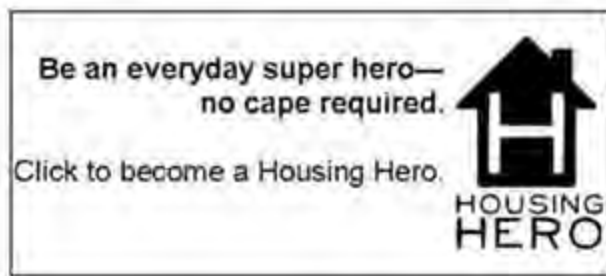 Be an everyday super hero—
no cape required.
Click to become a Housing Hero.
H
HOUSING
HERO